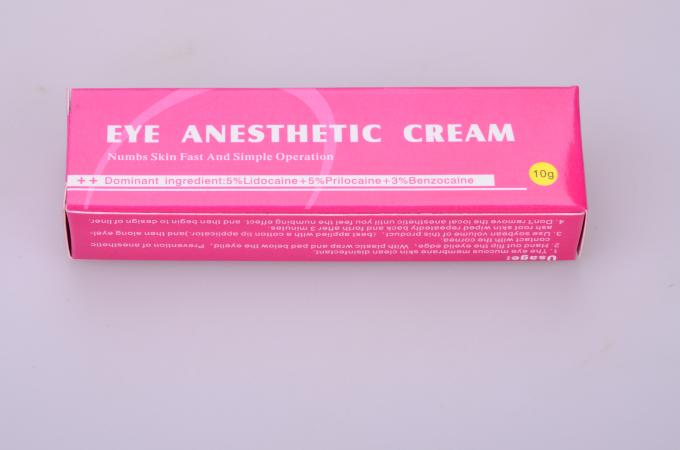 EYE ANESTHETIC CREAM
Numbs Skin Fast And Simple Operation
++ Dominant ingredient:5%Lidocaine+5%Prilocaine+3%Benzocaine
10g
Usage:
1. The eye mucous membrane skin clean disinfectant.
2. Hand out flip the eyelid edge, With elastic wrap and pad below the eyelid, Prevention of anesthetic
contact with the cornea.
3. Use soybean volume of this product, (best applied with a cotton tip applicator,)and then along eyel-
ash root skin wiped repeatedly back and forth after 3 minutes.
4. Don't remove the local anesthetic until you feel the numbing effect. and then begin to design of liner.